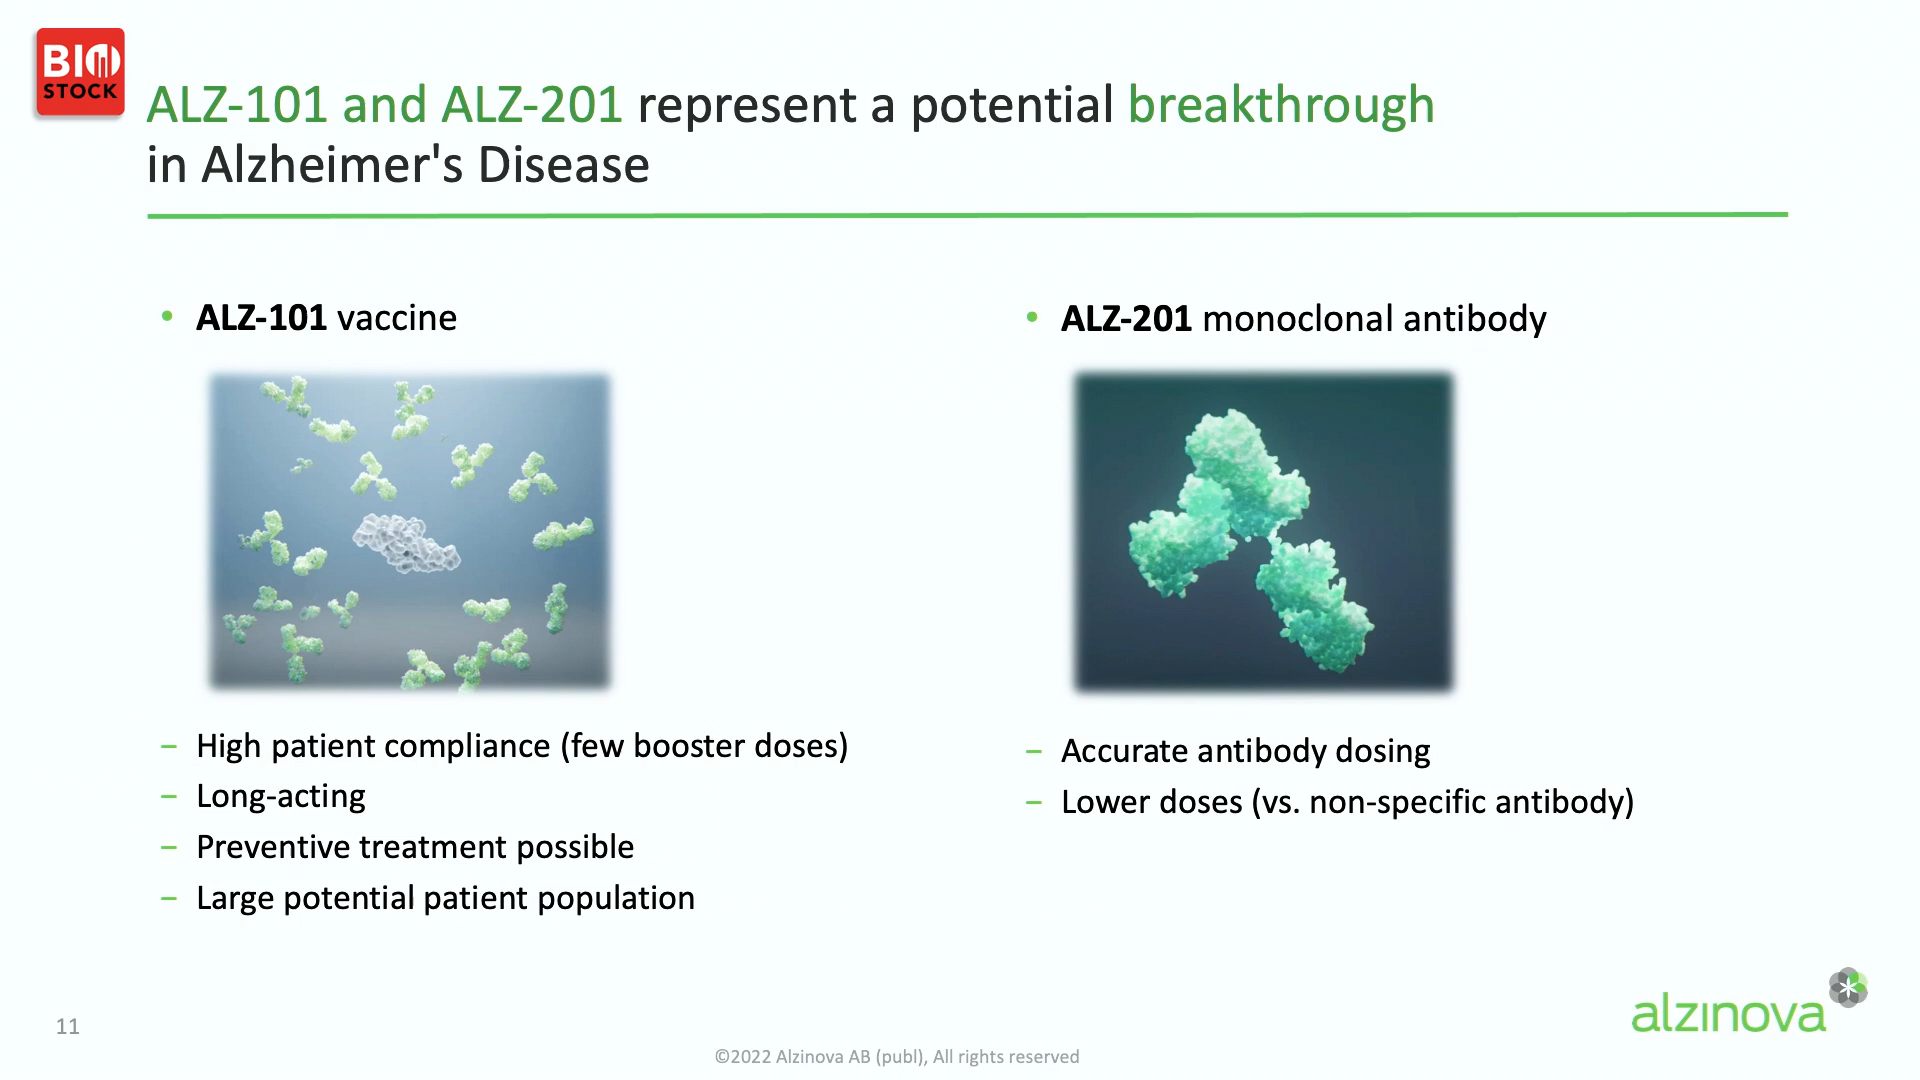 BIO
STOCK
ALZ-101 and ALZ-201 represent a potential breakthrough
in Alzheimer's Disease
• ALZ-101 vaccine
– High patient compliance (few booster doses)
– Long-acting
– Preventive treatment possible
– Large potential patient population
• ALZ-201 monoclonal antibody
– Accurate antibody dosing
– Lower doses (vs. non-specific antibody)
alzinova
11
©2022 Alzinova AB (publ), All rights reserved